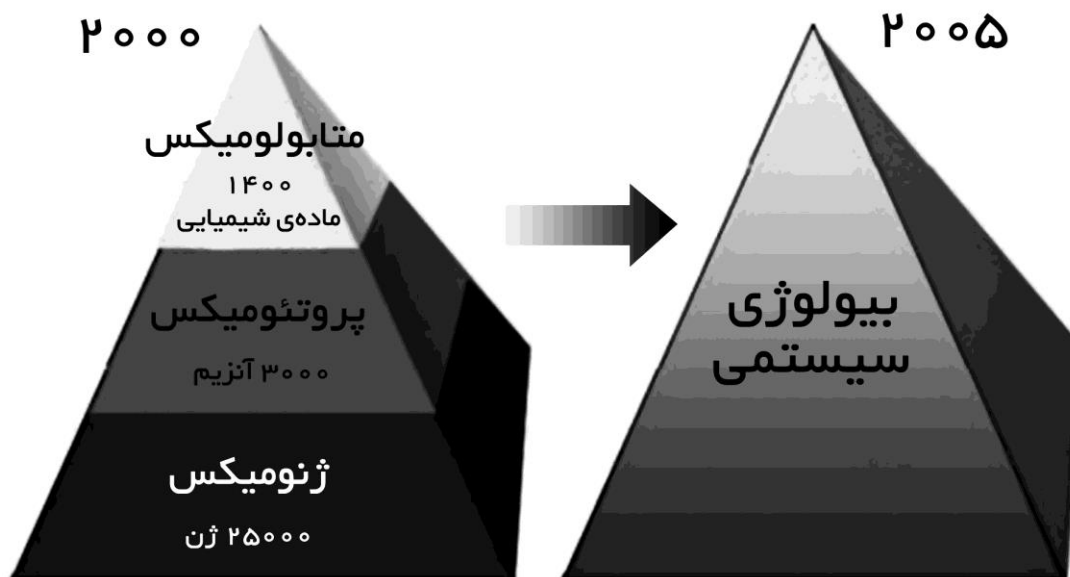 ۲۰۰۰
متابولومیکس
۱۴۰۰
ماده‌ی شیمیایی
پروتئومیکس
۳۰۰۰ آنزیم
ژنومیکس
۲۵۰۰۰ ژن
۲۰۰۵
بیولوژی
سیستمی